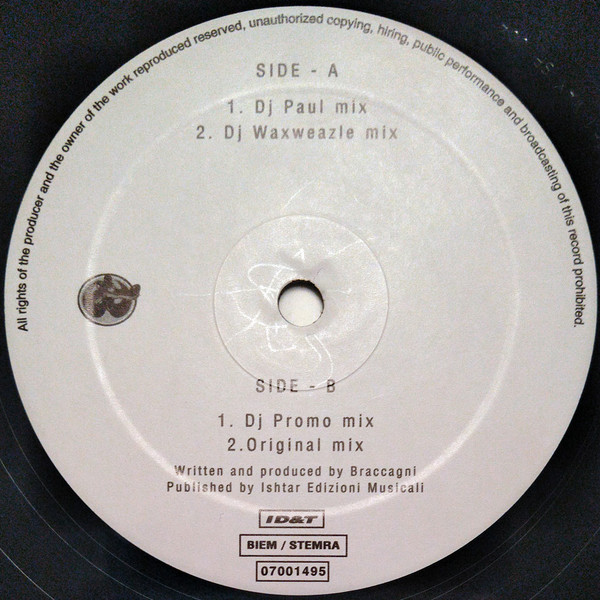 All rights of the producer and the owner of the work reproduced reserved, unauthorized copying, hiring, public performance and broadcasting of this record prohibited.
SIDE - A
1. Dj Paul mix
2. Dj Waxweazle mix
SIDE - B
1. Dj Promo mix
2.Original mix
Written and produced by Braccagni
Published by Ishtar Edizioni Musicali
ID&T
BIEM / STEMRA
07001495